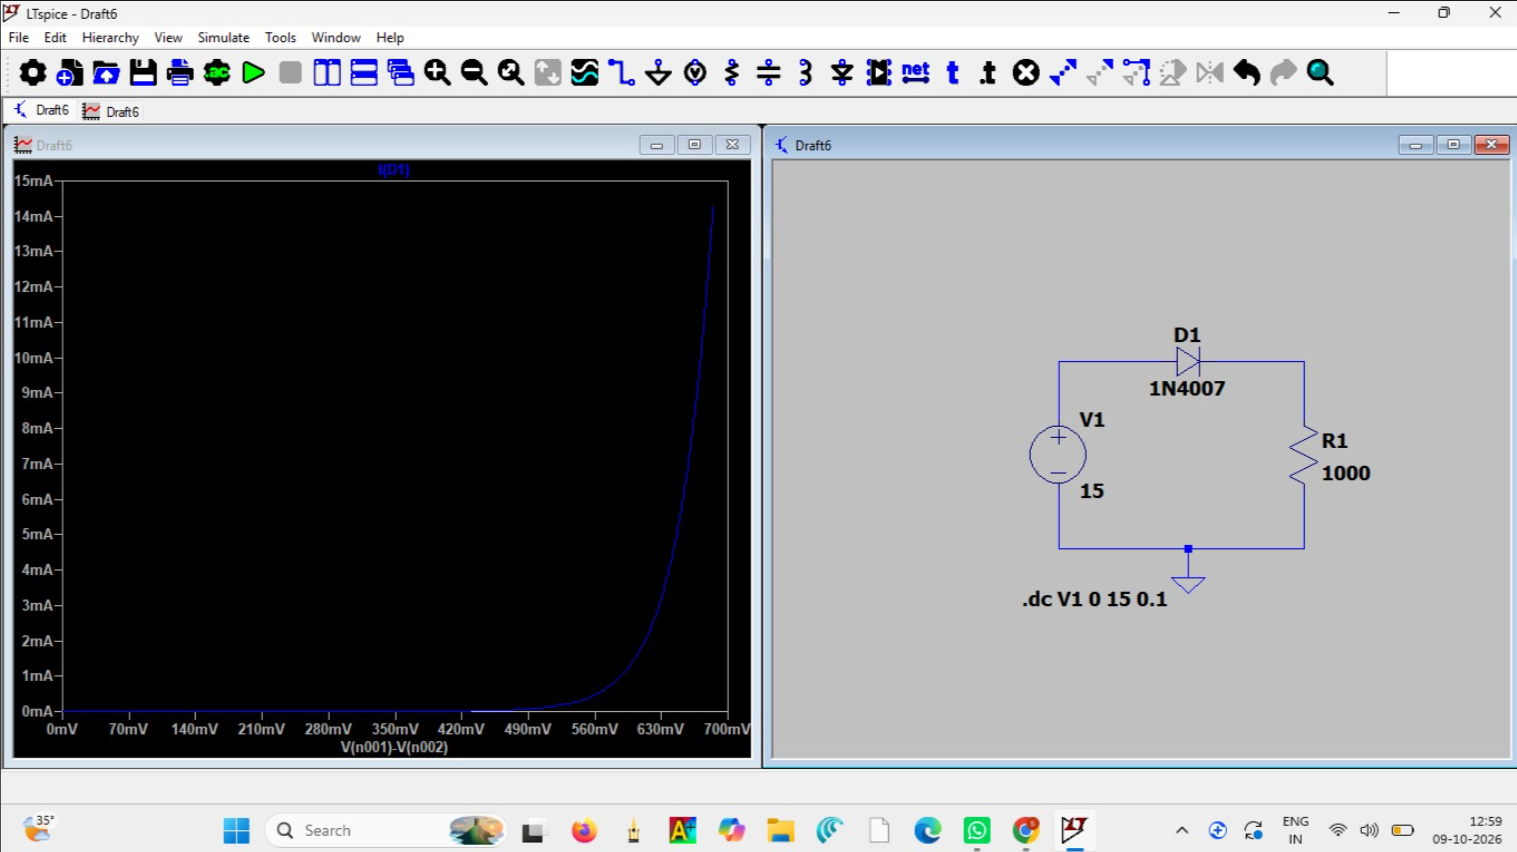 LTspice - Draft6
File Edit Hierarchy View Simulate Tools Window Help
.ac net t .t
Draft6 Draft6
Draft6
I(D1)
15mA
14mA
13mA
12mA
11mA
10mA
9mA
8mA
7mA
6mA
5mA
4mA
3mA
2mA
1mA
0mA
0mV 70mV 140mV 210mV 280mV 350mV 420mV 490mV 560mV 630mV 700mV
V(n001)-V(n002)
Draft6
D1
1N4007
V1
15
R1
1000
.dc V1 0 15 0.1
35°
Search
ENG
IN
12:59
09-10-2026